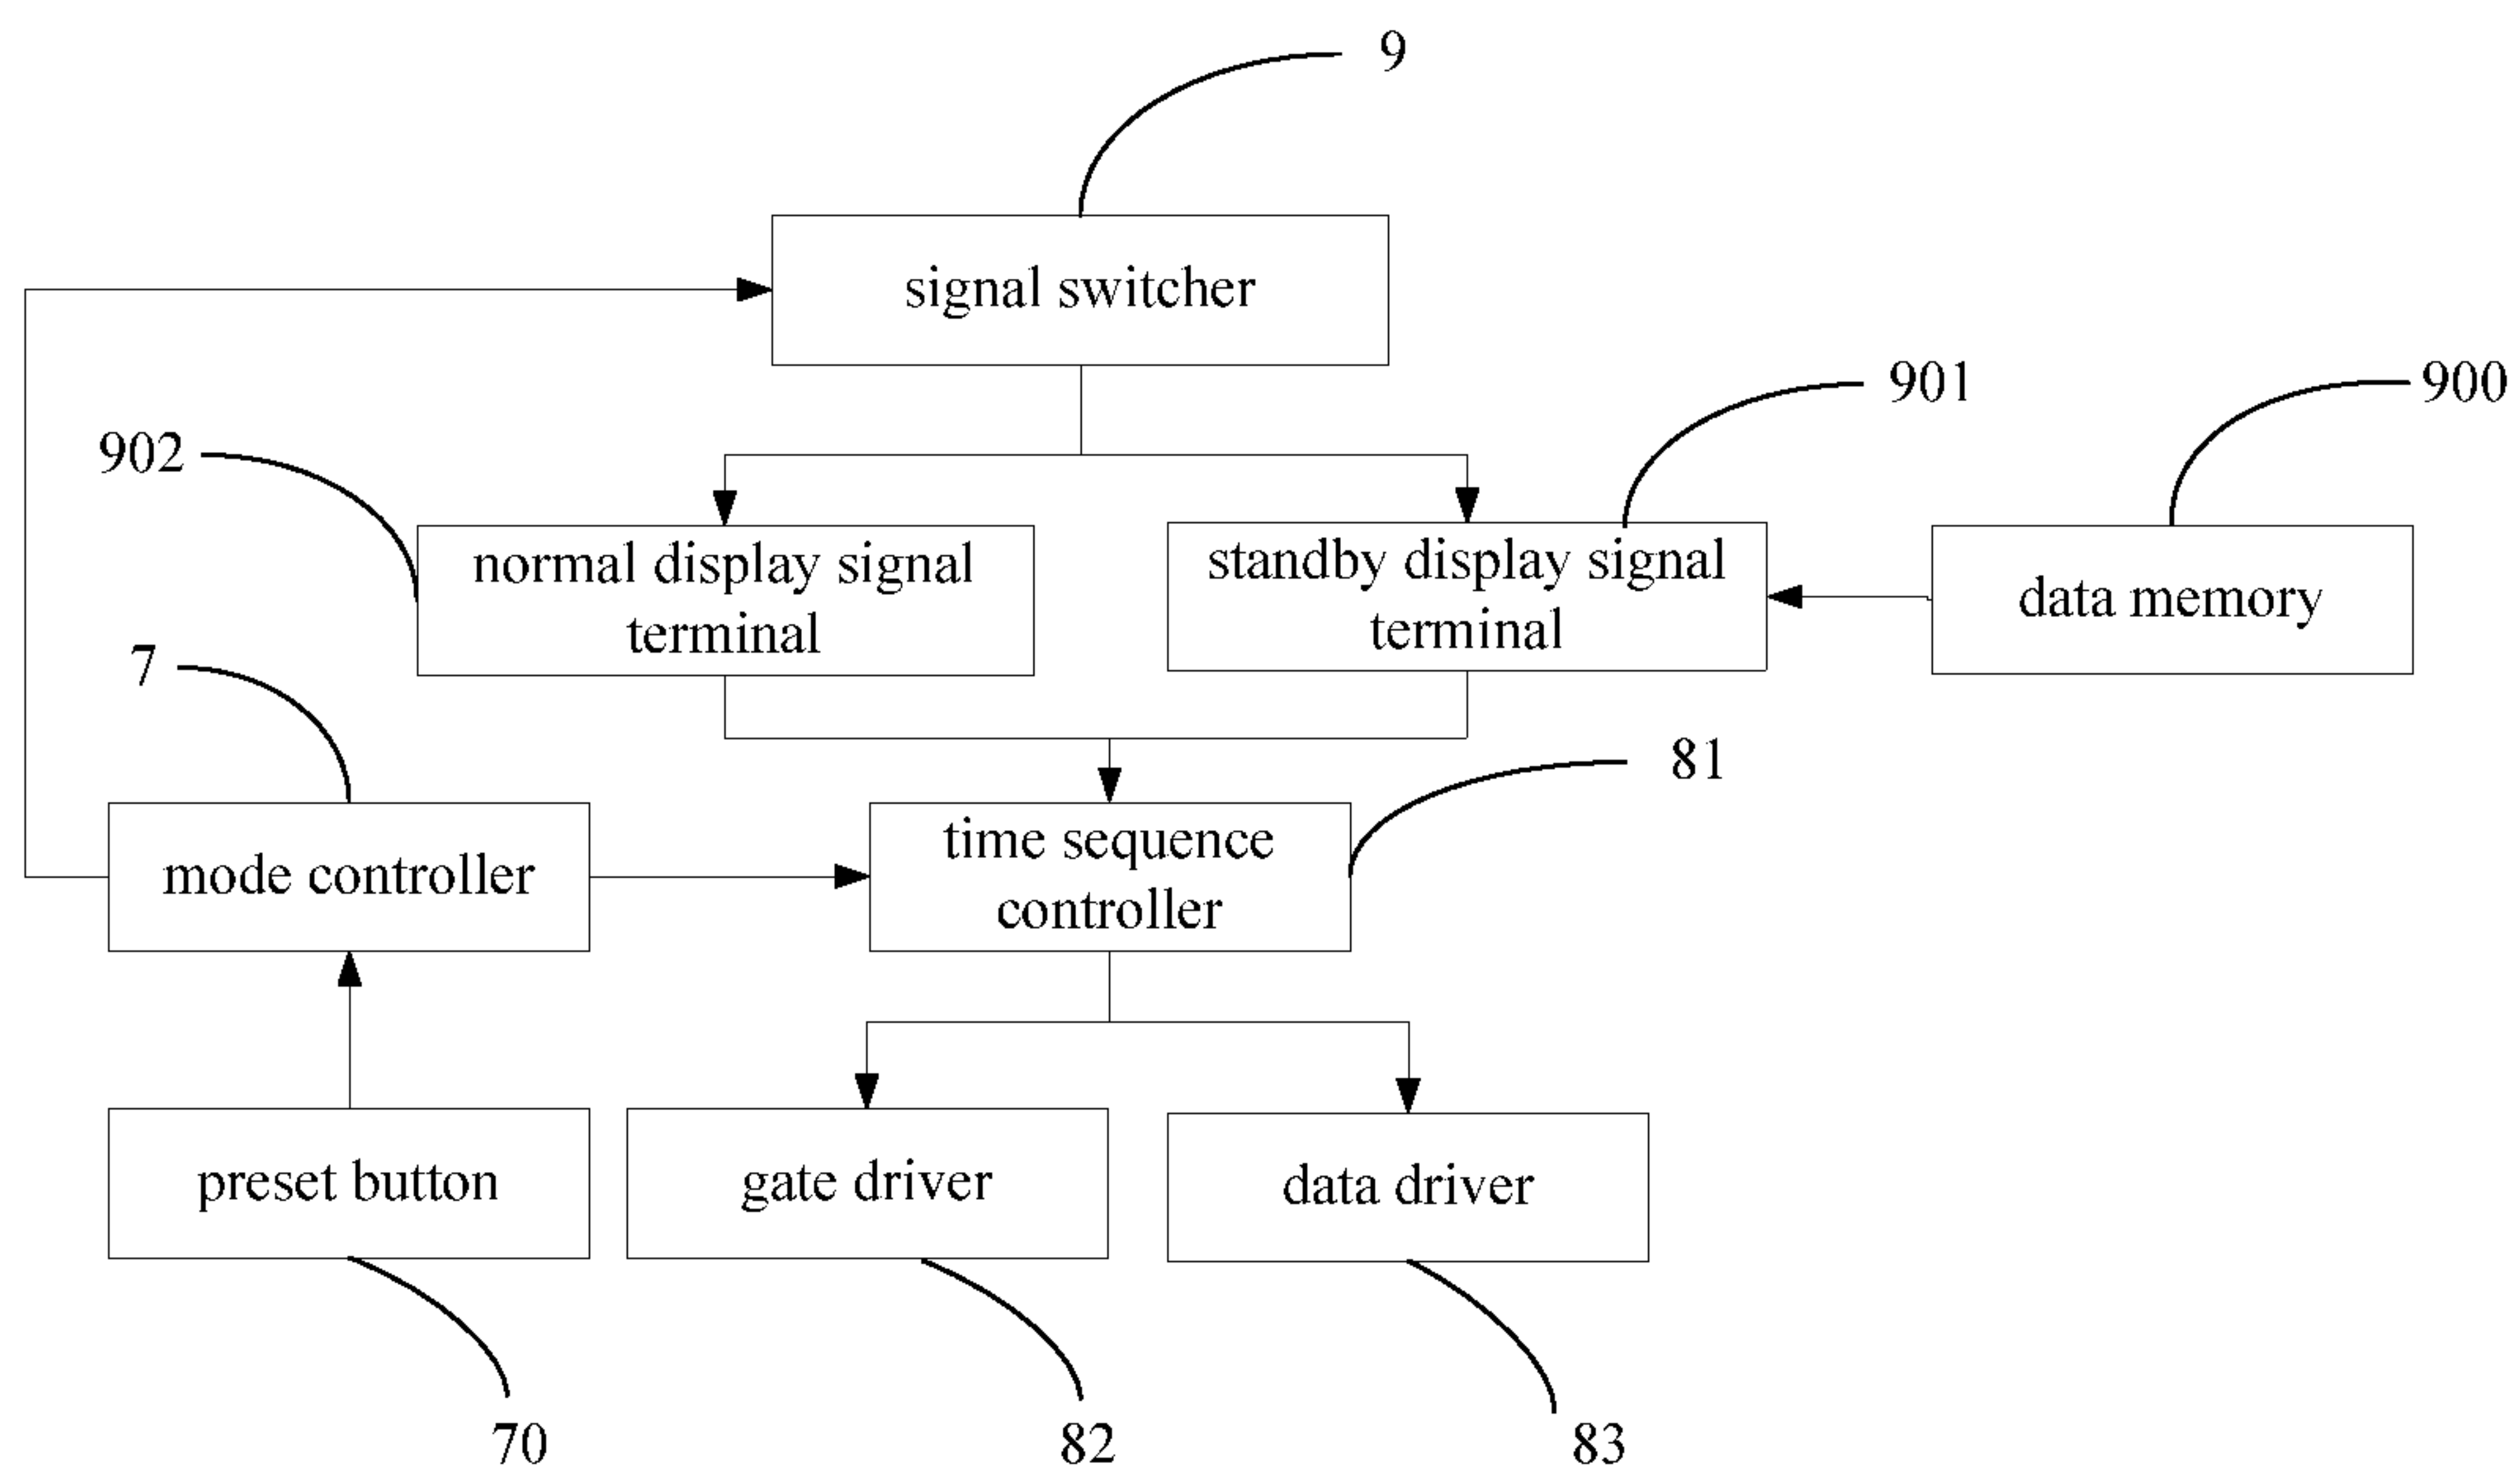 9
signal switcher
901
900
902
normal display signal
terminal
standby display signal
terminal
data memory
7
81
mode controller
time sequence
controller
preset button
gate driver
data driver
70
82
83